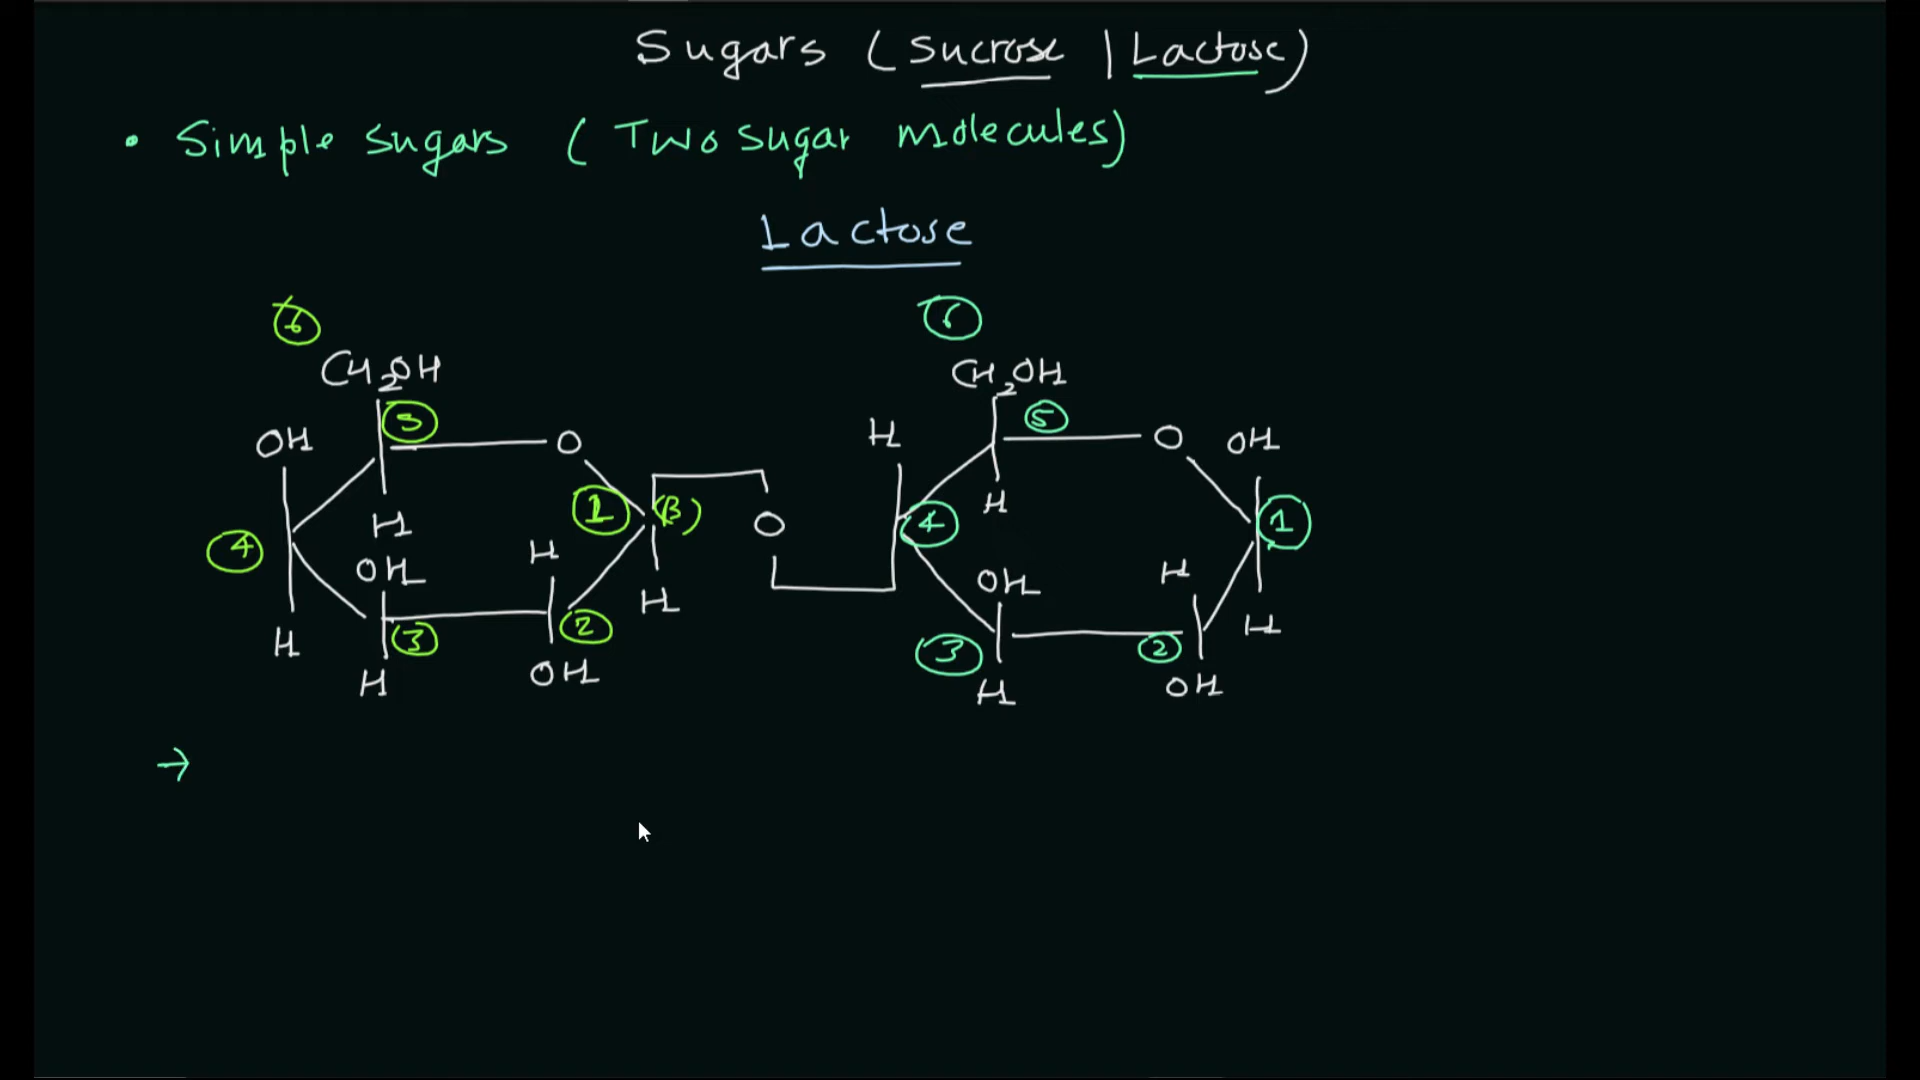 Sugars (Sucrose | Lactose)
• Simple sugars (Two sugar molecules)
Lactose
6 6
CH2OH CH2OH
5 5
OH O H O OH
1 (β) 4 1
H O H
4 OH H OH H
H H
3 2 3 2
H H OH H OH
→